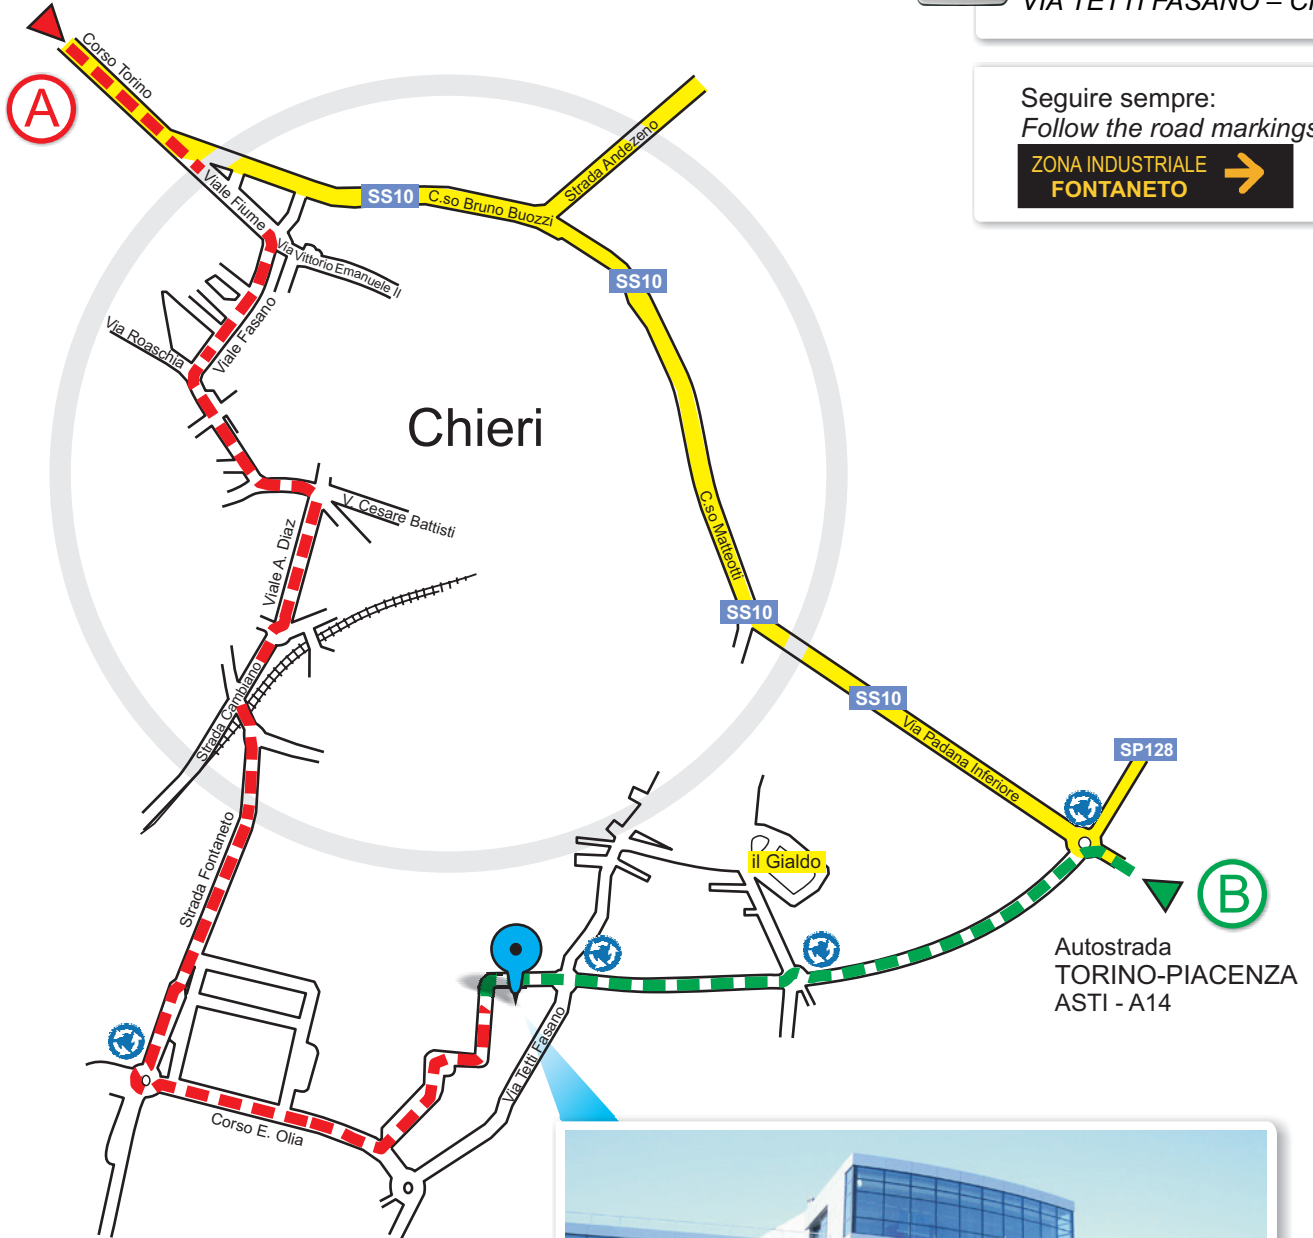 VIA TETTI FASANO –
Seguire sempre:
Follow the road markings
ZONA INDUSTRIALE
FONTANETO
A
Corso Torino
Strada Andezeno
SS10
C.so Bruno Buozzi
Viale Fiume
Via Vittorio Emanuele II
SS10
Viale Fasano
Via Roaschia
Chieri
V. Cesare Battisti
C.so Matteotti
Viale A. Diaz
SS10
Strada Cambiano
SS10
Via Padana Inferiore
SP128
Strada Fontaneto
il Gialdo
B
Autostrada
TORINO-PIACENZA
ASTI - A14
Via Tetti Fasano
Corso E. Olia